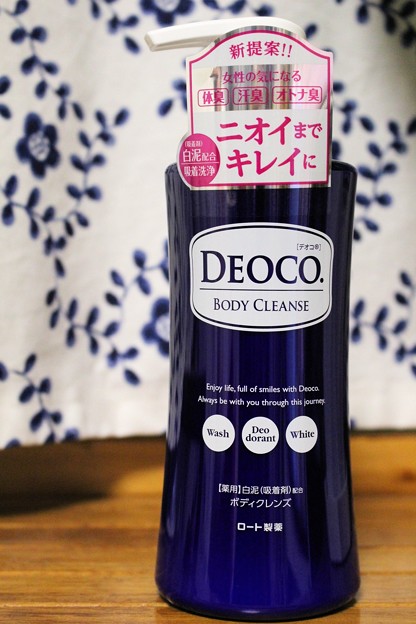 新提案!!
女性の気になる
体臭 汗臭 オトナ臭
ニオイまで
キレイに
(吸着剤)
白泥配合
吸着洗浄
[デオコ®]
DEOCO.
BODY CLEANSE
Enjoy life, full of smiles with Deoco.
Always be with you through this journey.
Wash
Deo
dorant
White
【薬用】白泥(吸着剤)配合
ボディクレンズ
ロート製薬